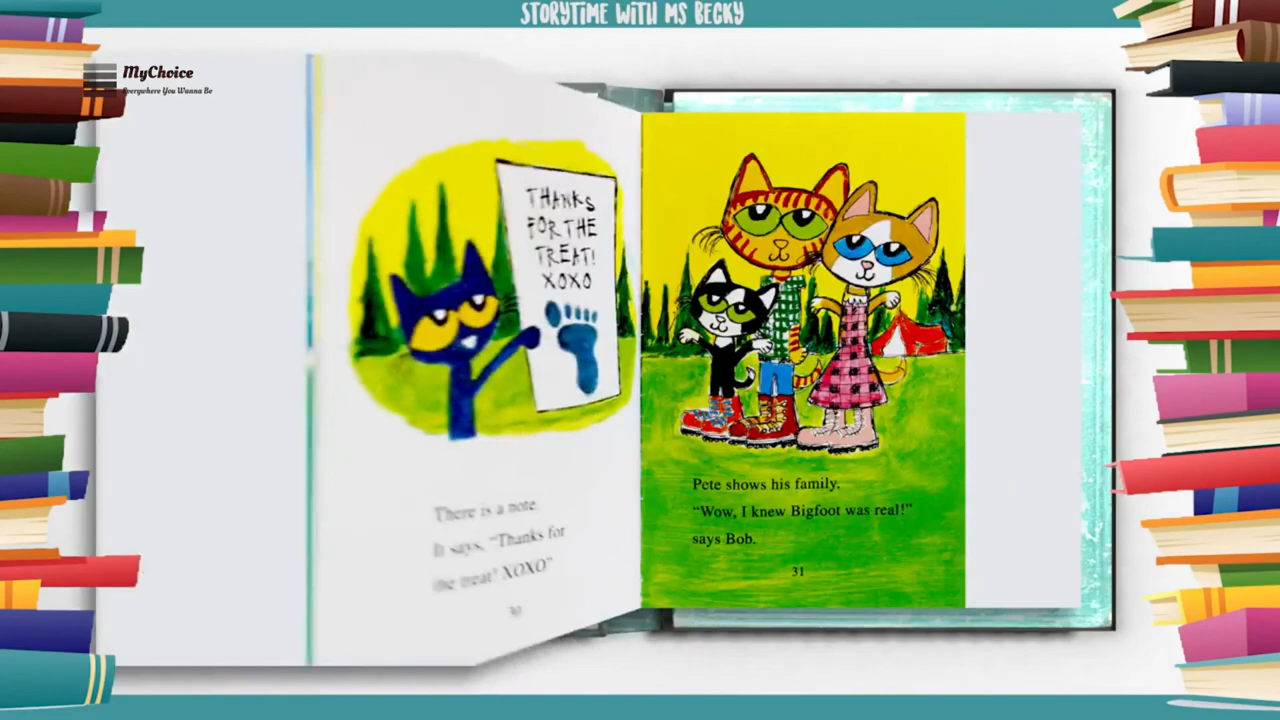 STORYTIME WITH MS BECKY
MyChoice
Everywhere You Wanna Be
THANKS
FOR THE
TREAT!
XOXO
There is a note.
It says, "Thanks for
the treat! XOXO"
30
Pete shows his family.
"Wow, I knew Bigfoot was real!"
says Bob.
31